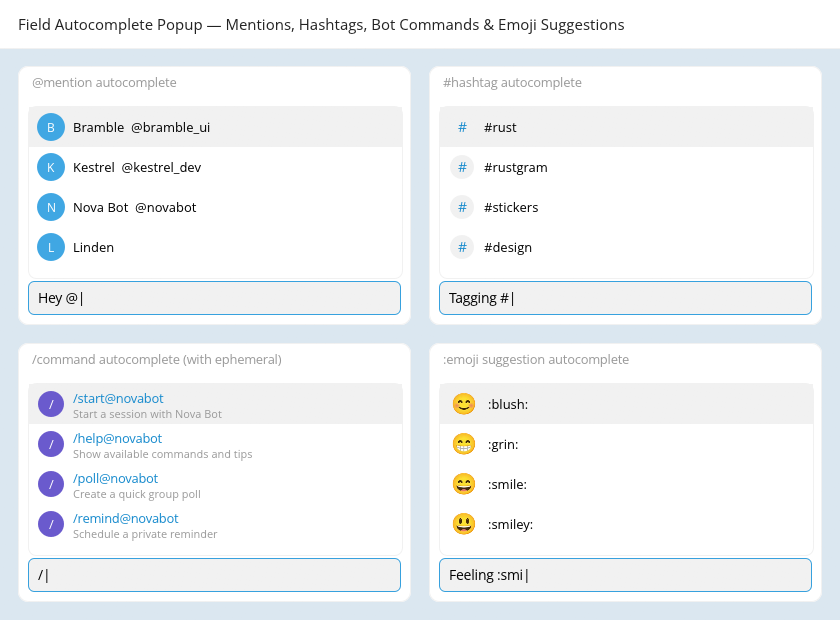 Field Autocomplete Popup — Mentions, Hashtags, Bot Commands & Emoji Suggestions
@mention autocomplete
B Bramble @bramble_ui
K Kestrel @kestrel_dev
N Nova Bot @novabot
L Linden
Hey @|
#hashtag autocomplete
# #rust
# #rustgram
# #stickers
# #design
Tagging #|
/command autocomplete (with ephemeral)
/ /start@novabot
Start a session with Nova Bot
/ /help@novabot
Show available commands and tips
/ /poll@novabot
Create a quick group poll
/ /remind@novabot
Schedule a private reminder
/|
:emoji suggestion autocomplete
:blush:
:grin:
:smile:
:smiley:
Feeling :smi|